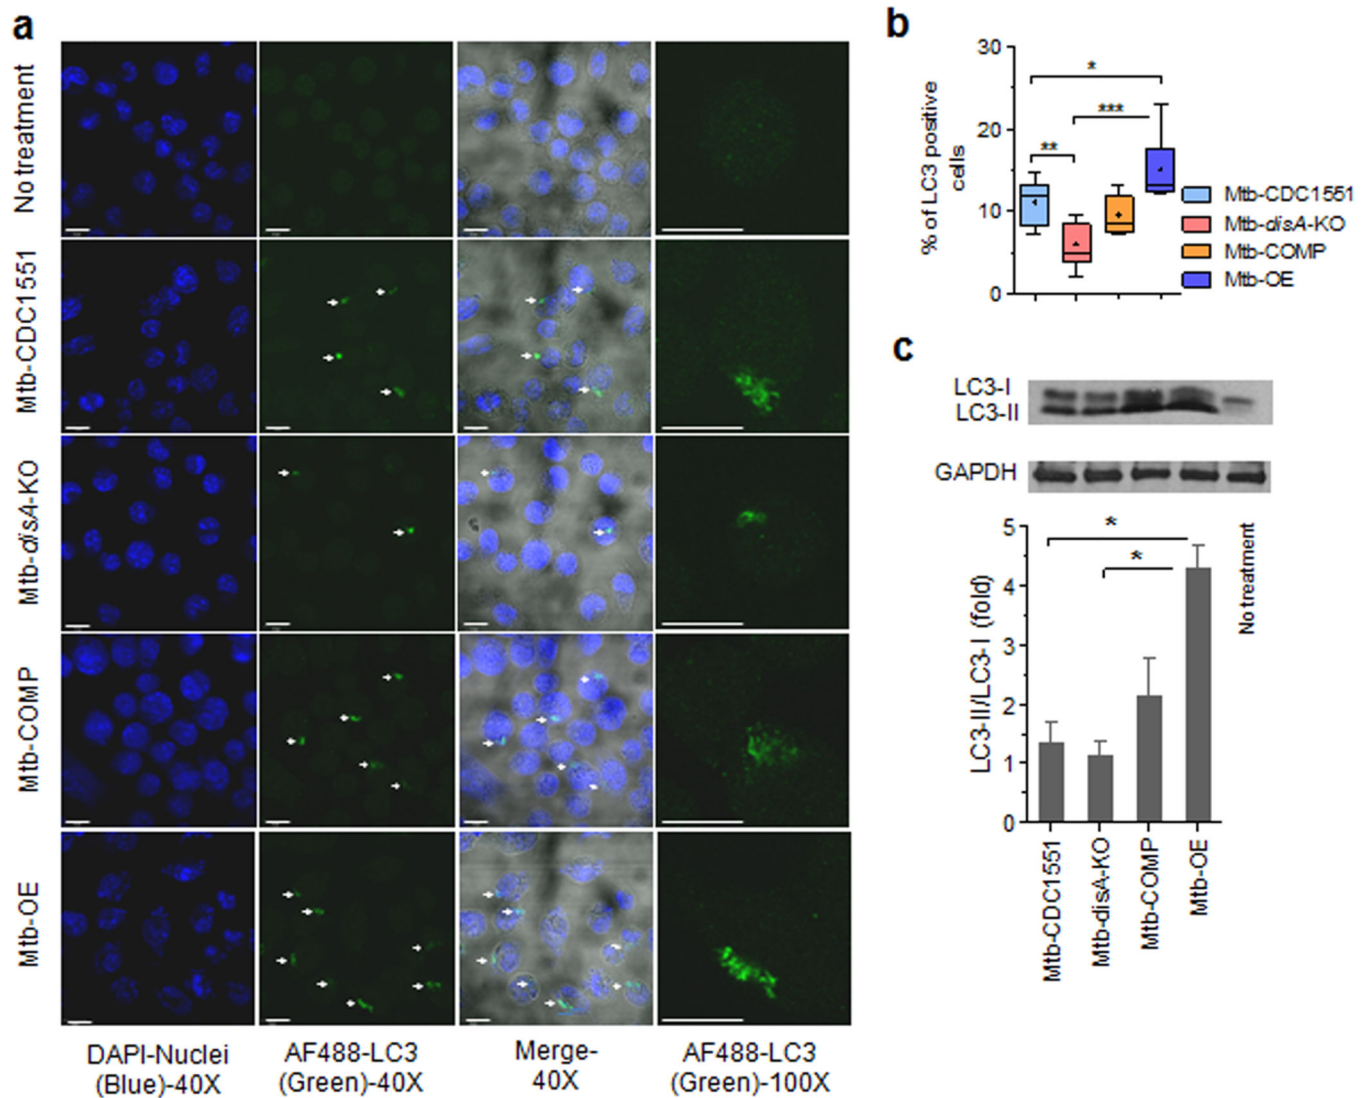 a
No treatment
Mtb-CDC1551
Mtb-disA-KO
Mtb-COMP
Mtb-OE
DAPI-Nuclei
(Blue)-40X
AF488-LC3
(Green)-40X
Merge-
40X
AF488-LC3
(Green)-100X
b
% of LC3 positive
cells
30
20
10
0
*
***
**
Mtb-CDC1551
Mtb-disA-KO
Mtb-COMP
Mtb-OE
c
LC3-I
LC3-II
GAPDH
No treatment
LC3-II/LC3-I (fold)
5
4
3
2
1
0
*
*
Mtb-CDC1551
Mtb-disA-KO
Mtb-COMP
Mtb-OE